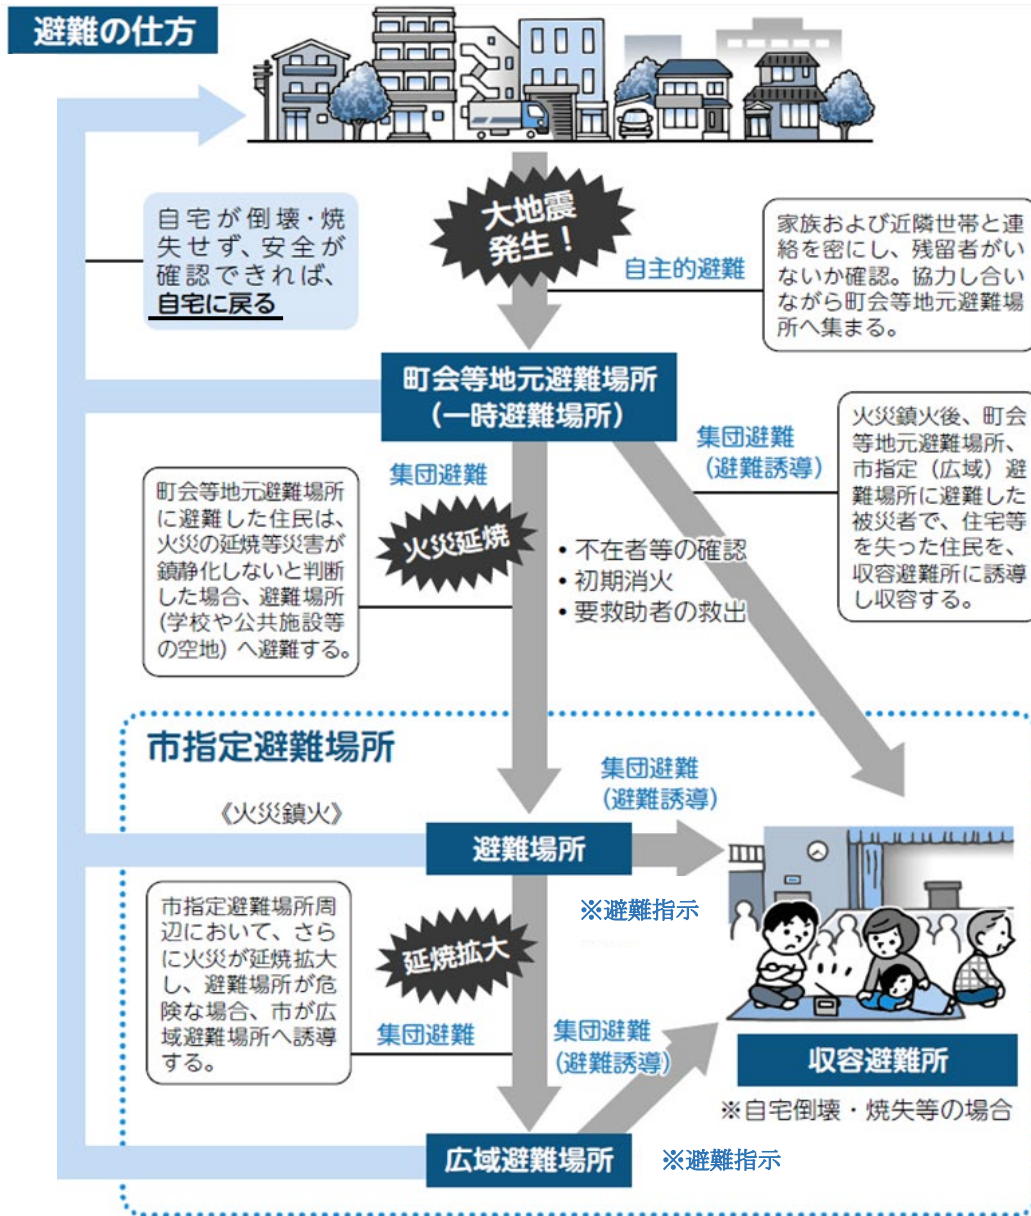 避難の仕方
大地震
発生！
自宅が倒壊・焼
失せず、安全が
確認できれば、
自宅に戻る
自主的避難
家族および近隣世帯と連
絡を密にし、残留者がい
ないか確認。協力し合い
ながら町会等地元避難場
所へ集まる。
町会等地元避難場所
（一時避難場所）
集団避難
火災延焼
町会等地元避難場所
に避難した住民は、
火災の延焼等災害が
鎮静化しないと判断
した場合、避難場所
(学校や公共施設等
の空地) へ避難する。
集団避難
(避難誘導)
火災鎮火後、町会
等地元避難場所、
市指定（広域）避
難場所に避難した
被災者で、住宅等
を失った住民を、
収容避難所に誘導
し収容する。
• 不在者等の確認
• 初期消火
• 要救助者の救出
市指定避難場所
《火災鎮火》
集団避難
(避難誘導)
避難場所
※避難指示
市指定避難場所周
辺において、さら
に火災が延焼拡大
し、避難場所が危
険な場合、市が広
域避難場所へ誘導
する。
延焼拡大
集団避難
集団避難
(避難誘導)
収容避難所
※自宅倒壊・焼失等の場合
広域避難場所
※避難指示